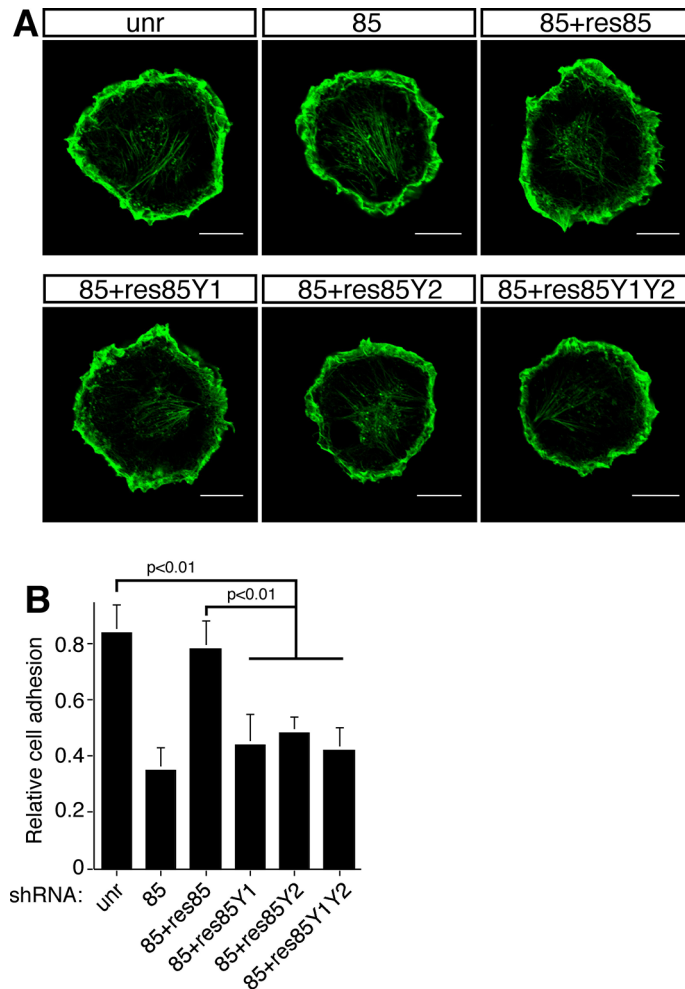 A
unr
85
85+res85
85+res85Y1
85+res85Y2
85+res85Y1Y2
B
p<0.01
p<0.01
Relative cell adhesion
0.8
0.6
0.4
0.2
0
shRNA:
unr
85
85+res85
85+res85Y1
85+res85Y2
85+res85Y1Y2